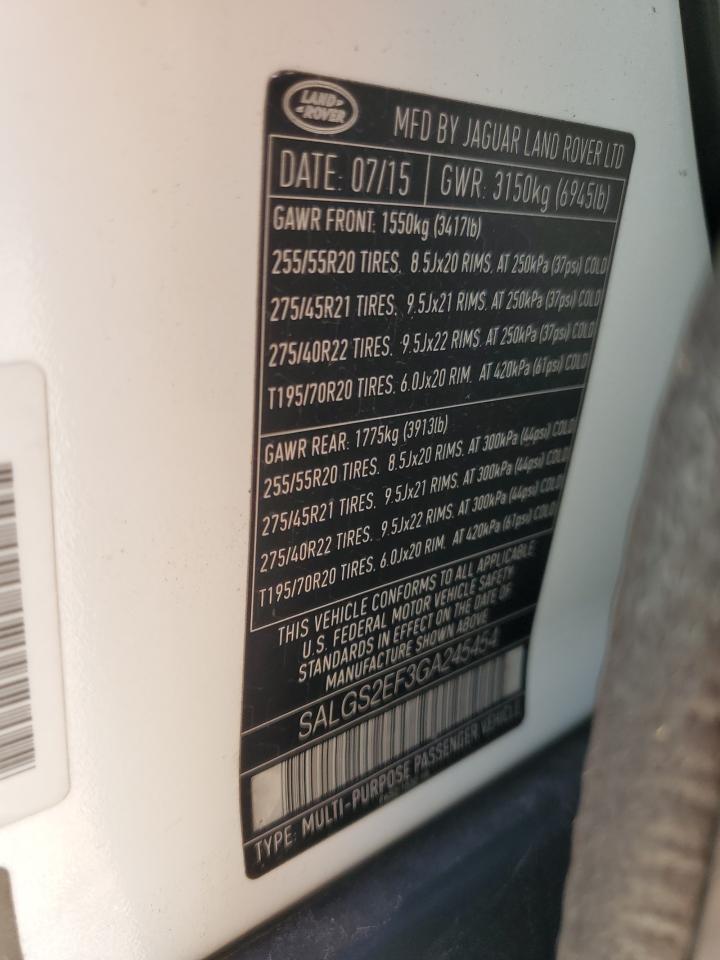 LAND ROVER
MFD BY JAGUAR LAND ROVER LTD
DATE: 07/15 GWR: 3150kg (6945lb)
GAWR FRONT: 1550kg (3417lb)
255/55R20 TIRES, 8.5Jx20 RIMS, AT 250kPa (37psi) COLD
275/45R21 TIRES, 9.5Jx21 RIMS, AT 250kPa (37psi) COLD
275/40R22 TIRES, 9.5Jx22 RIMS, AT 250kPa (37psi) COLD
T195/70R20 TIRES, 6.0Jx20 RIM, AT 420kPa (61psi) COLD
GAWR REAR: 1775kg (3913lb)
255/55R20 TIRES, 8.5Jx20 RIMS, AT 300kPa (44psi) COLD
275/45R21 TIRES, 9.5Jx21 RIMS, AT 300kPa (44psi) COLD
275/40R22 TIRES, 9.5Jx22 RIMS, AT 300kPa (44psi) COLD
T195/70R20 TIRES, 6.0Jx20 RIM, AT 420kPa (61psi) COLD
THIS VEHICLE CONFORMS TO ALL APPLICABLE
U.S. FEDERAL MOTOR VEHICLE SAFETY
STANDARDS IN EFFECT ON THE DATE OF
MANUFACTURE SHOWN ABOVE
SALGS2EF3GA245454
TYPE: MULTI-PURPOSE PASSENGER VEHICLE